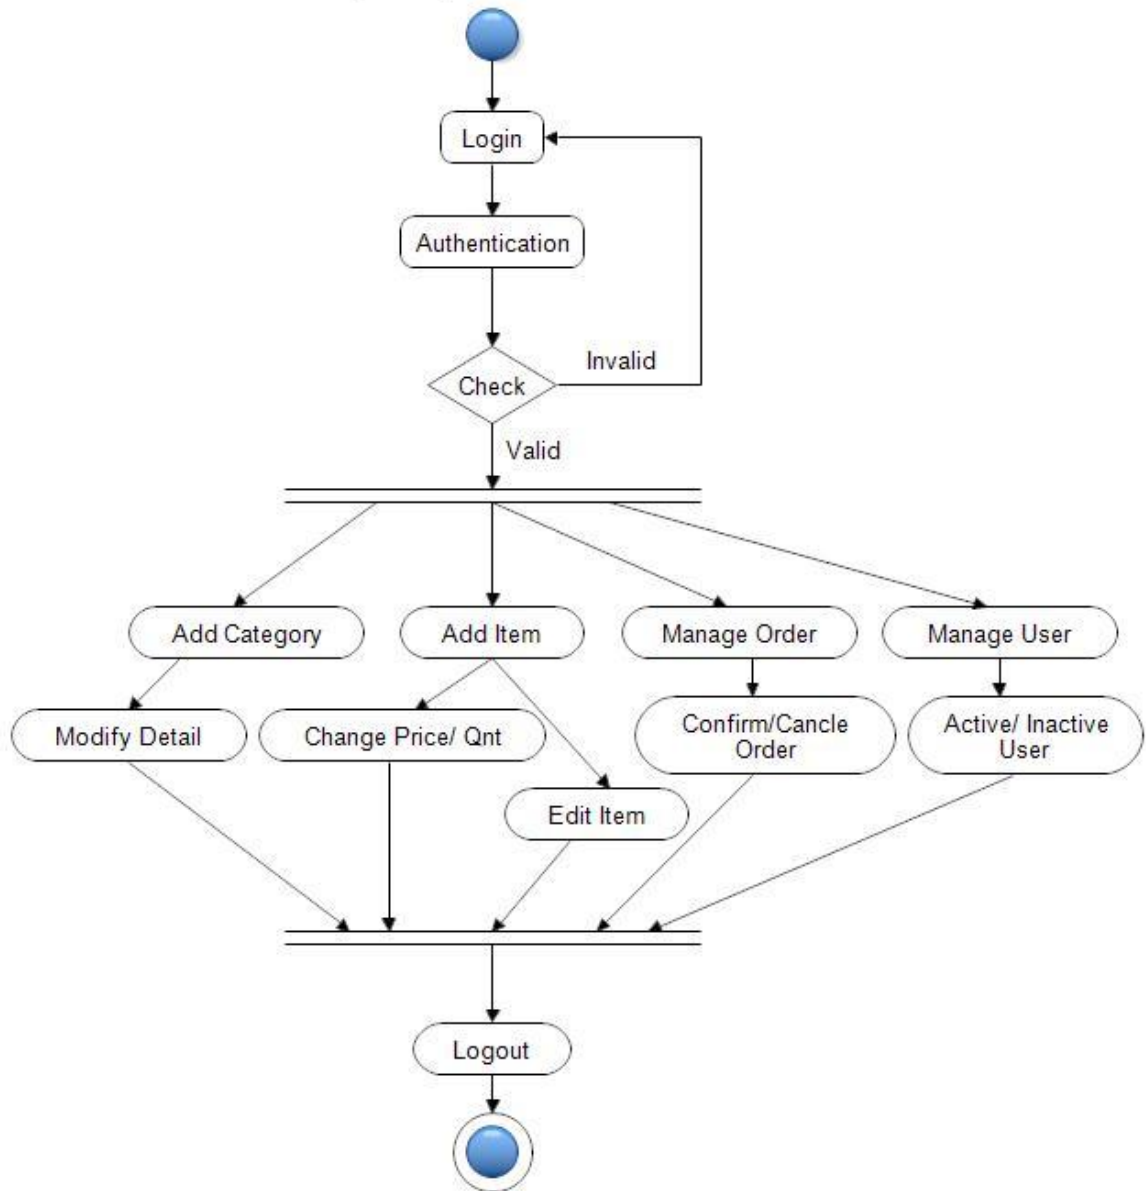 Login
Authentication
Invalid
Check
Valid
Add Category
Add Item
Manage Order
Manage User
Modify Detail
Change Price/ Qnt
Confirm/Cancle
Order
Active/ Inactive
User
Edit Item
Logout